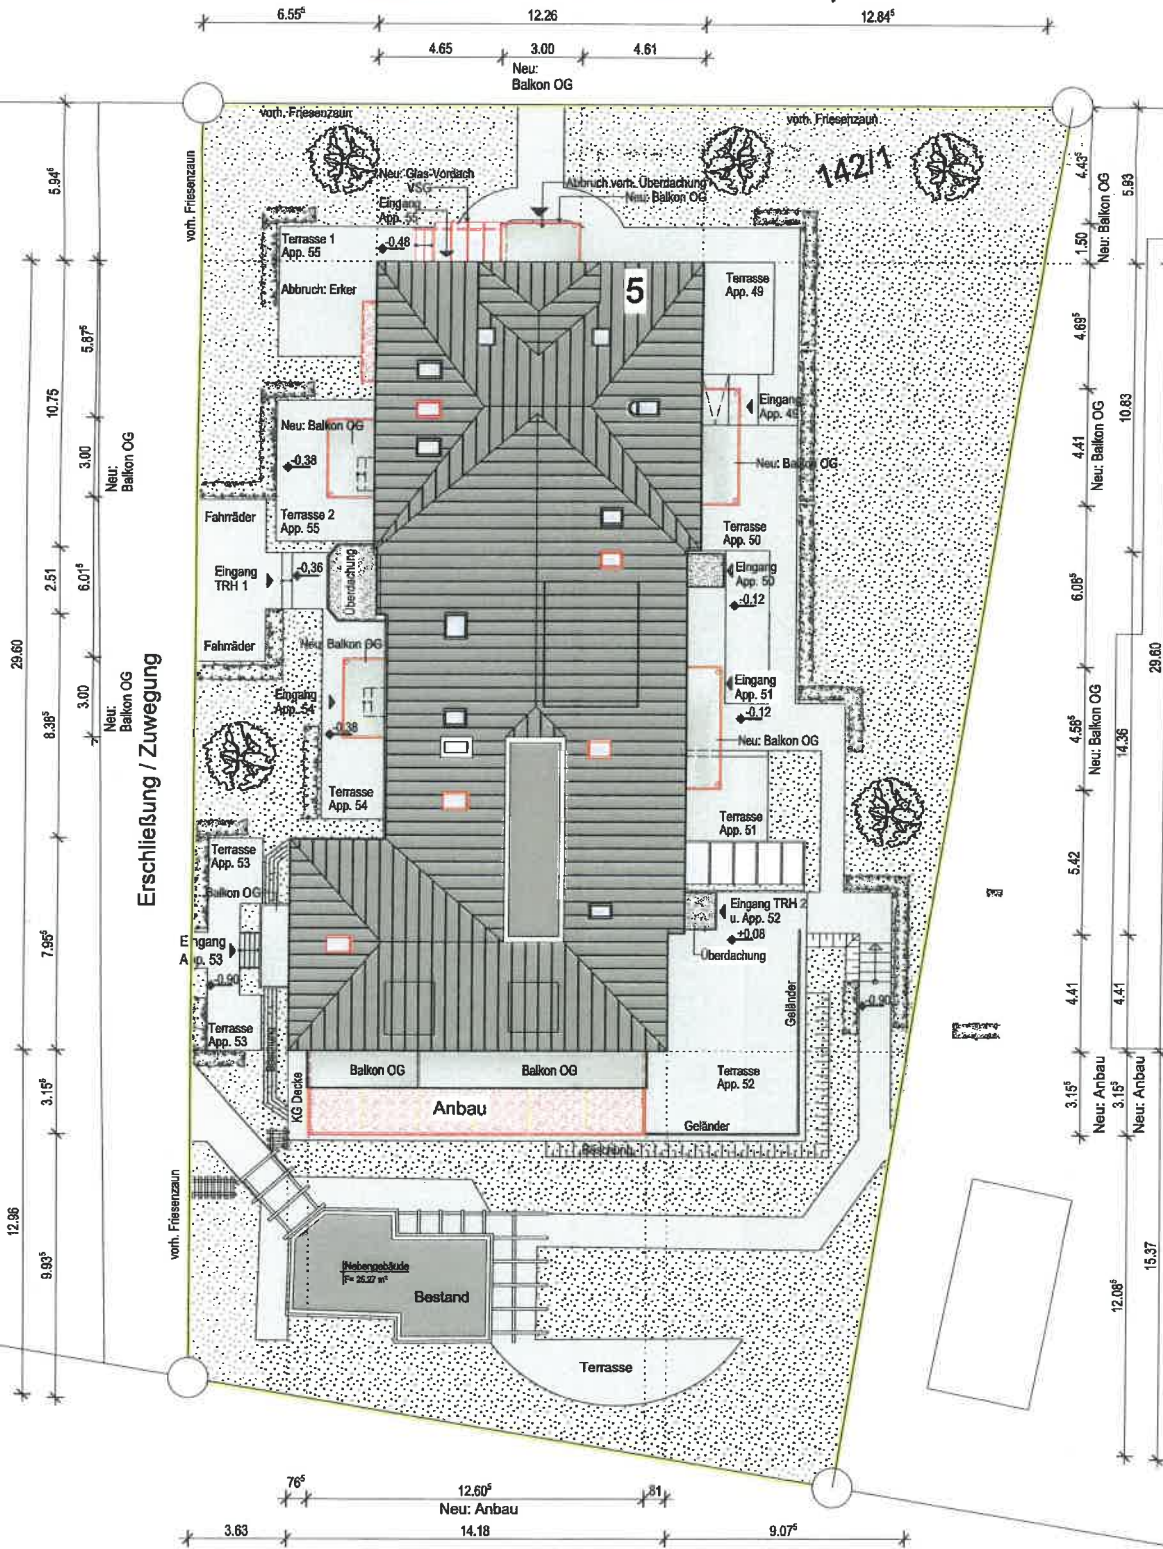 6.55⁵
12.26
12.84⁵
4.65
3.00
4.61
Neu:
Balkon OG
vorh. Friesenzaun
vorh. Friesenzaun
vorh. Friesenzaun
142/1
Neu: Glas-Vordach
VSG
Abbruch vorh. Überdachung
Neu: Balkon OG
Eingang
App. 55
Terrasse 1
App. 55
-0.48
Abbruch: Erker
5
Terrasse
App. 49
Eingang
App. 49
Neu: Balkon OG
-0.38
Neu: Balkon OG
Fahrräder
Terrasse 2
App. 55
Terrasse
App. 50
Eingang
TRH 1
-0,36
Überdachung
Eingang
App. 50
-0.12
Fahrräder
Neu: Balkon OG
Eingang
App. 54
-0.38
Eingang
App. 51
-0.12
Neu: Balkon OG
Terrasse
App. 54
Terrasse
App. 51
Erschließung / Zuwegung
Terrasse
App. 53
Balkon OG
Eingang TRH 2
u. App. 52
+0.08
Überdachung
Eingang
App. 53
-0.90
Geländer
-0.90
Terrasse
App. 53
Böschung
KG Decke
Balkon OG
Balkon OG
Terrasse
App. 52
Anbau
Geländer
Böschung
vorh. Friesenzaun
Nebengebäude
F= 25.27 m²
Bestand
Terrasse
5.94⁵
29.60
10.75
5.87⁵
3.00
Neu:
Balkon OG
2.51
6.01⁵
3.00
Neu:
Balkon OG
8.38⁵
7.95⁵
3.15⁵
12.96
9.93⁵
4.43⁵
5.93
1.50
Neu: Balkon OG
4.69⁵
10.83
4.41
Neu: Balkon OG
6.08⁵
29.60
4.58⁵
Neu: Balkon OG
14.36
5.42
4.41
4.41
3.15⁵
Neu: Anbau
3.15⁵
Neu: Anbau
12.08⁵
15.37
76⁵
12.60⁵
81
Neu: Anbau
3.63
14.18
9.07⁵